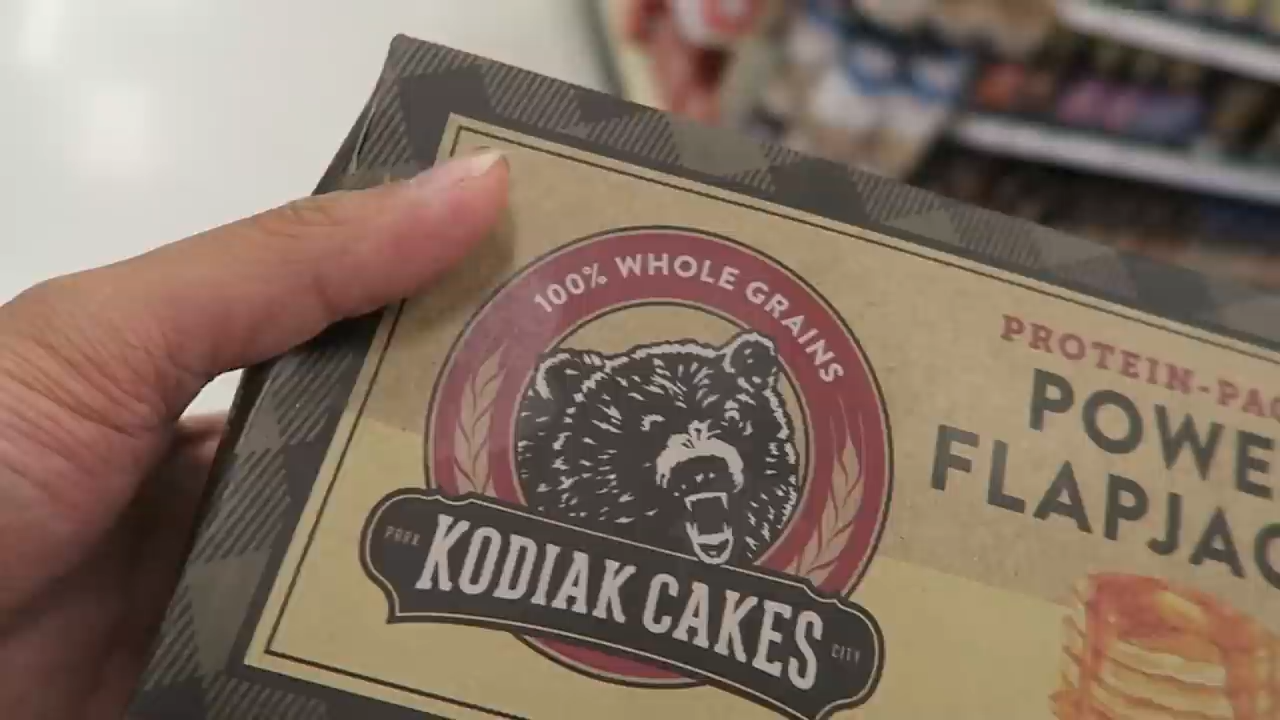 100% WHOLE GRAINS
PARK
KODIAK CAKES
CITY
PROTEIN-PAC
POWE
FLAPJAC